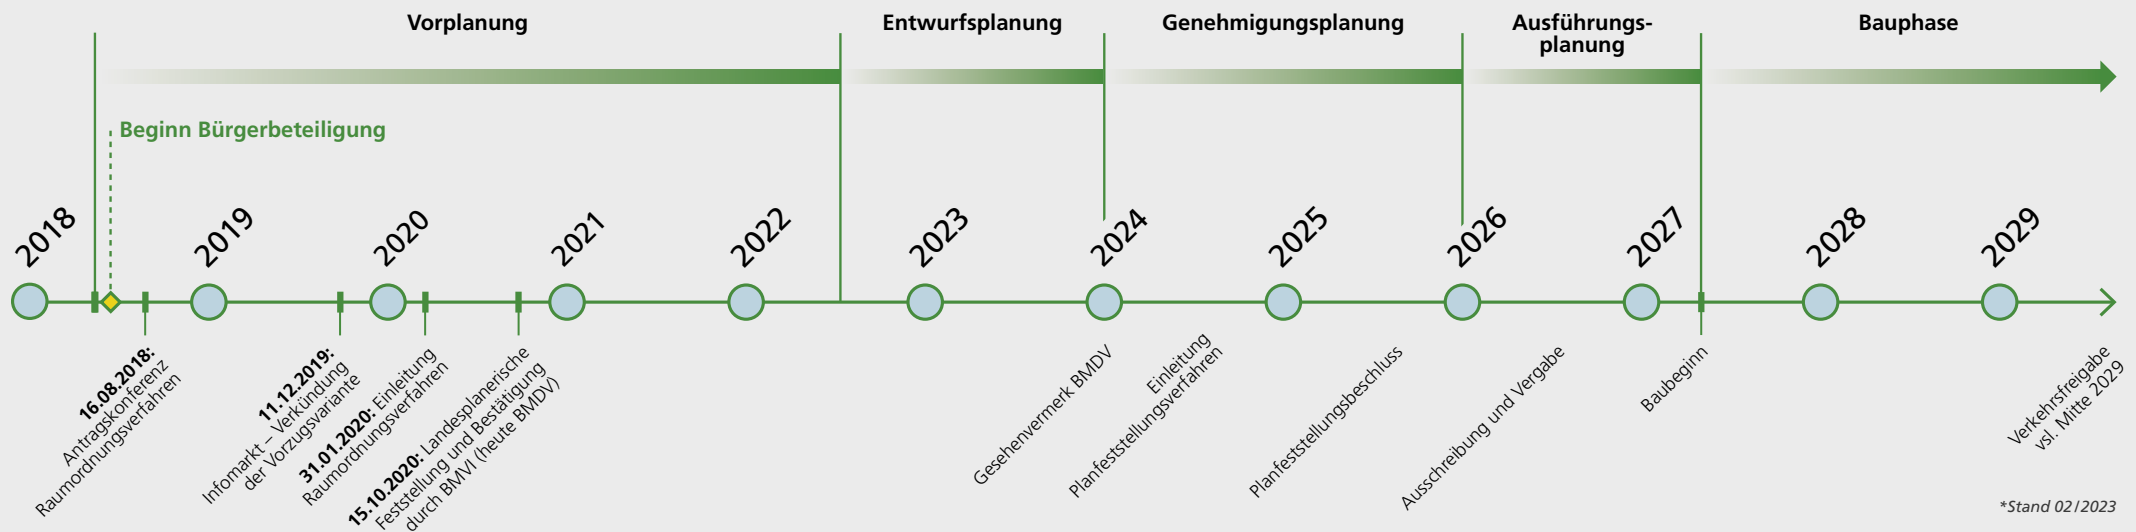 Vorplanung
Entwurfsplanung
Genehmigungsplanung
Ausführungs-
planung
Bauphase
Beginn Bürgerbeteiligung
2018
2019
2020
2021
2022
2023
2024
2025
2026
2027
2028
2029
16.08.2018:
Antragskonferenz
Raumordnungsverfahren
11.12.2019:
Infomarkt – Verkündung
der Vorzugsvariante
31.01.2020: Einleitung
Raumordnungsverfahren
15.10.2020: Landesplanerische
Feststellung und Bestätigung
durch BMVI (heute BMDV)
Gesehenvermerk BMDV
Einleitung
Planfeststellungsverfahren
Planfeststellungsbeschluss
Ausschreibung und Vergabe
Baubeginn
Verkehrsfreigabe
vsl. Mitte 2029
*Stand 02/2023